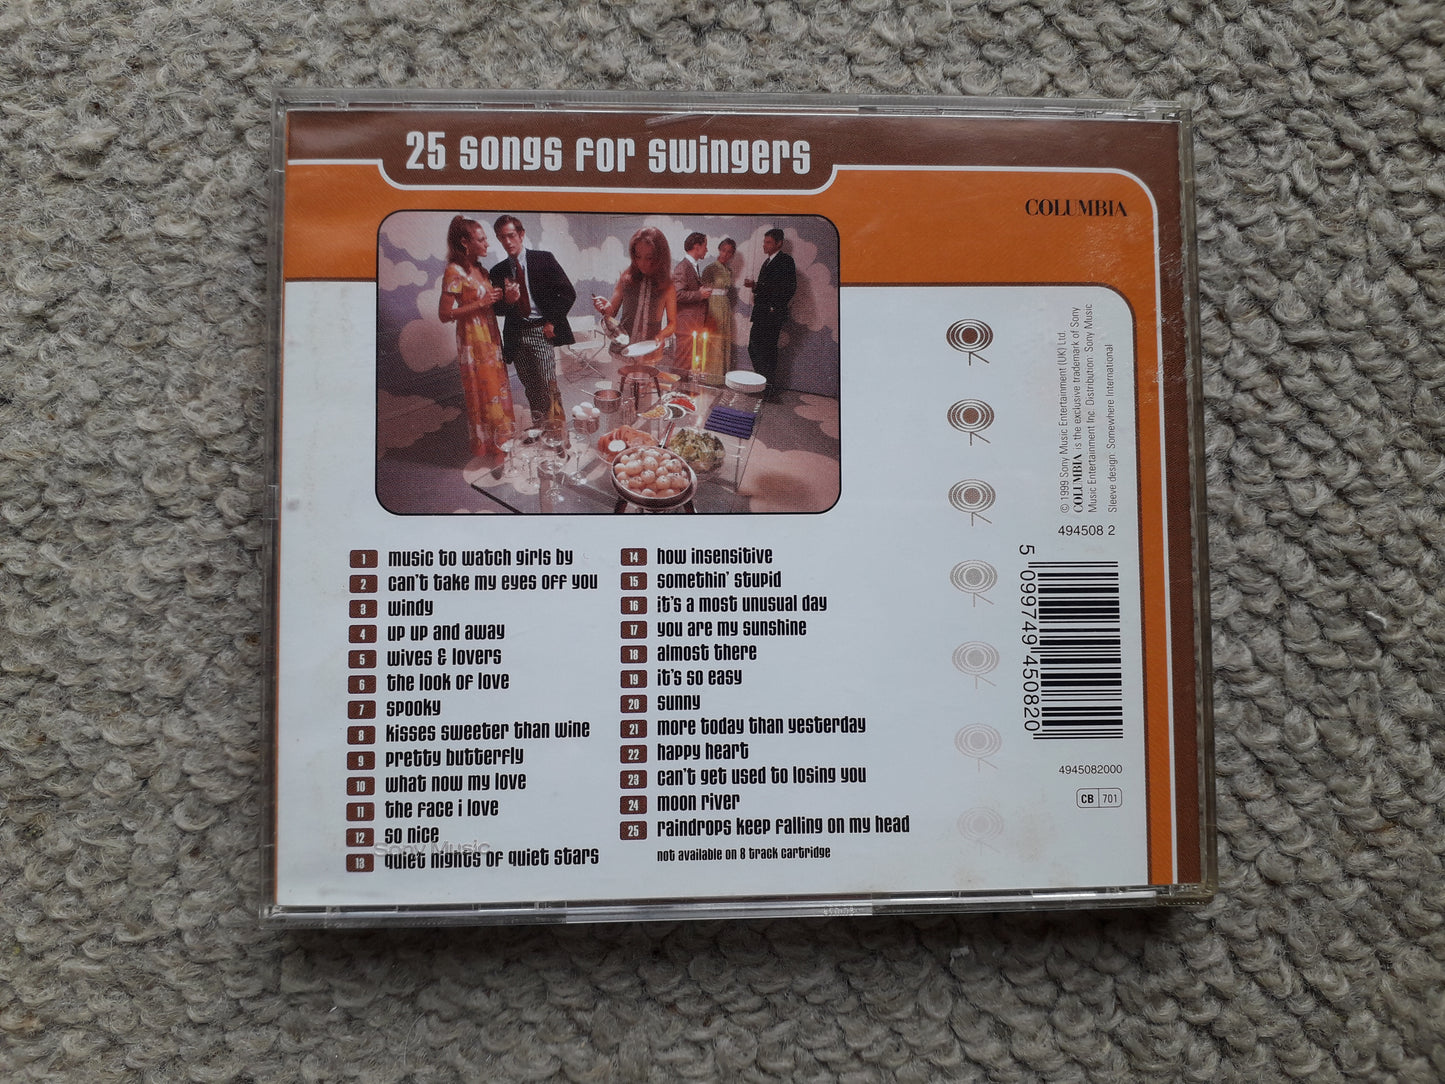 25 songs for swingers
COLUMBIA
1 music to watch girls by
2 can't take my eyes off you
3 windy
4 up up and away
5 wives & lovers
6 the look of love
7 spooky
8 kisses sweeter than wine
9 pretty butterfly
10 what now my love
11 the face i love
12 so nice
13 quiet nights of quiet stars
Sony Music
14 how insensitive
15 somethin' stupid
16 it's a most unusual day
17 you are my sunshine
18 almost there
19 it's so easy
20 sunny
21 more today than yesterday
22 happy heart
23 can't get used to losing you
24 moon river
25 raindrops keep falling on my head
not available on 8 track cartridge
© 1999 Sony Music Entertainment (UK) Ltd.
COLUMBIA is the exclusive trademark of Sony
Music Entertainment Inc. Distribution: Sony Music
Sleeve design: Somewhere International
494508 2
5 099749 450820
4945082000
CB 701